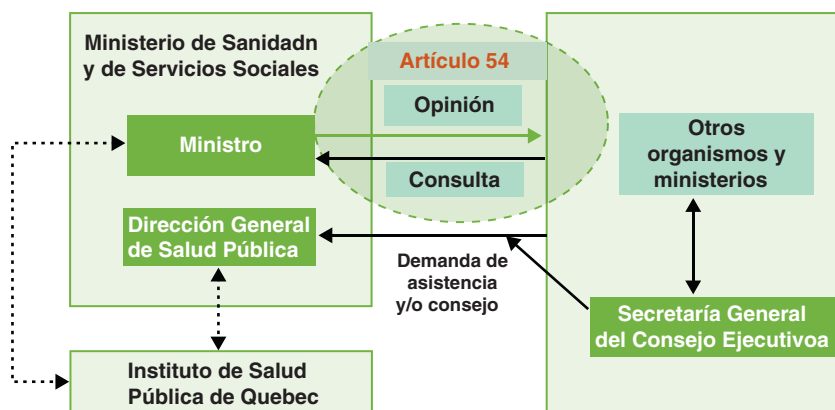 Ministerio de Sanidadn
y de Servicios Sociales
Artículo 54
Opinión
Ministro
Consulta
Otros
organismos y
ministerios
Dirección General
de Salud Pública
Demanda de
asistencia
y/o consejo
Secretaría General
del Consejo Ejecutivoa
Instituto de Salud
Pública de Quebec